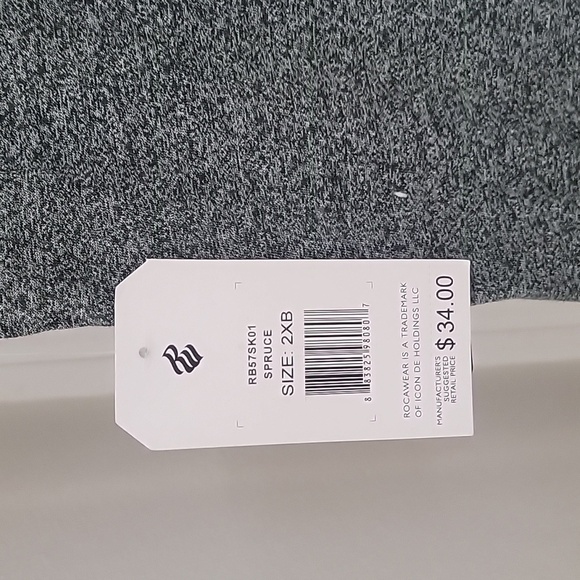 RW
RB57SK01
SPRUCE
SIZE: 2XB
8 83825 98080 7
ROCAWEAR IS A TRADEMARK
OF ICON DE HOLDINGS LLC
MANUFACTURER'S
SUGGESTED
RETAIL PRICE
$34.00